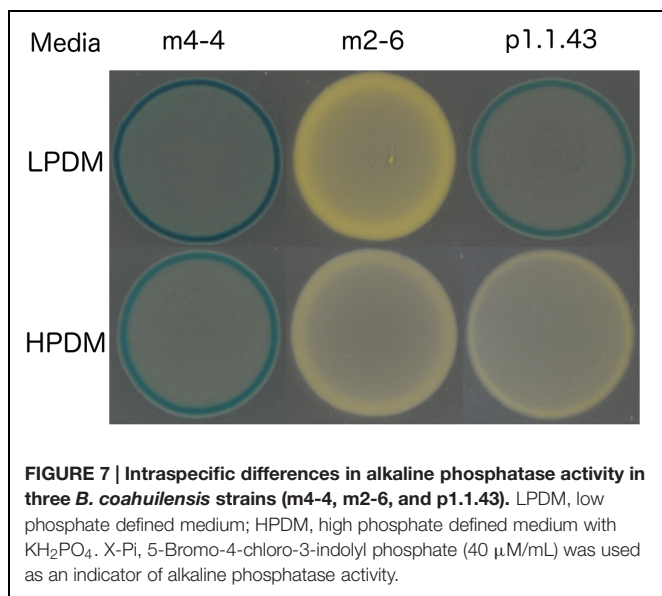 Media m4-4 m2-6 p1.1.43
LPDM
HPDM
FIGURE 7 | Intraspecific differences in alkaline phosphatase activity in
three B. coahuilensis strains (m4-4, m2-6, and p1.1.43). LPDM, low
phosphate defined medium; HPDM, high phosphate defined medium with
KH₂PO₄. X-Pi, 5-Bromo-4-chloro-3-indolyl phosphate (40 μM/mL) was used
as an indicator of alkaline phosphatase activity.